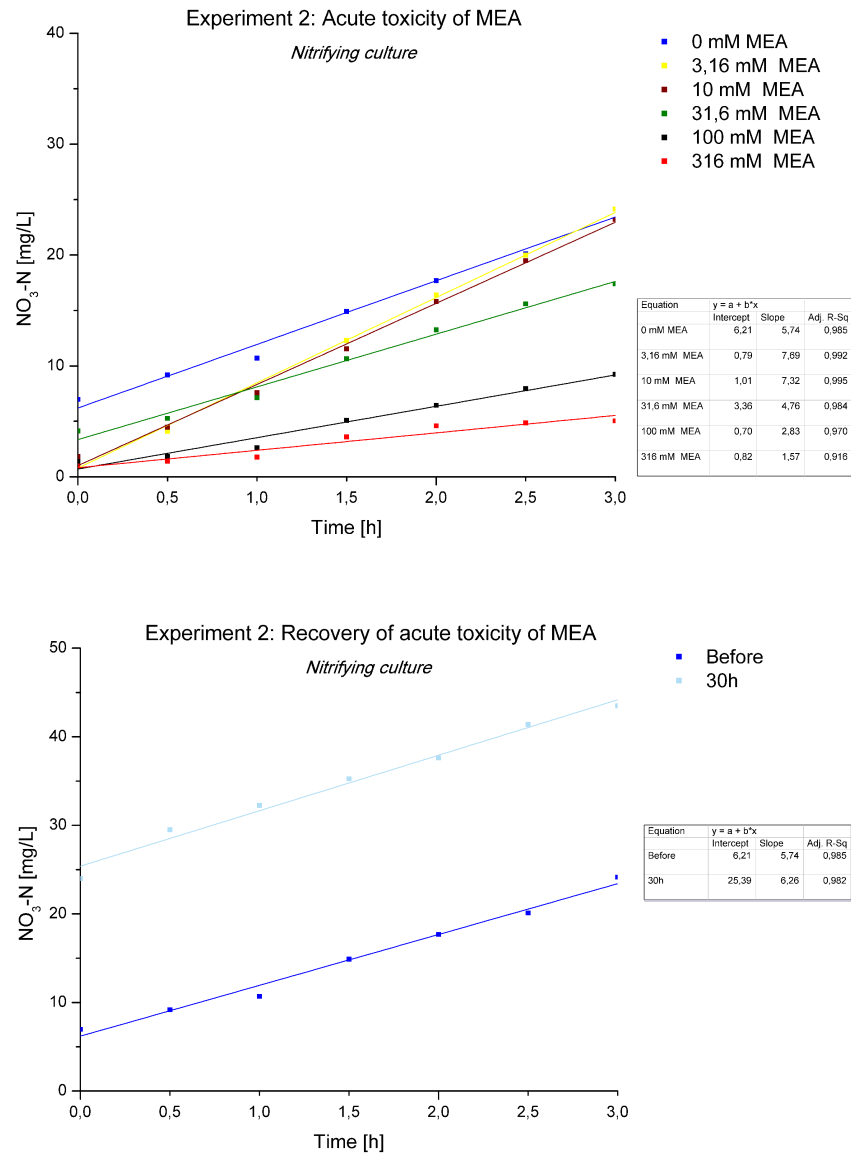 Experiment 2: Acute toxicity of MEA
Nitrifying culture
40
30
20
10
0
NO3-N [mg/L]
0,0 0,5 1,0 1,5 2,0 2,5 3,0
Time [h]
0 mM MEA
3,16 mM MEA
10 mM MEA
31,6 mM MEA
100 mM MEA
316 mM MEA
Equation y = a + b*x
Intercept Slope Adj. R-Sq
0 mM MEA 6,21 5,74 0,985
3,16 mM MEA 0,79 7,69 0,992
10 mM MEA 1,01 7,32 0,995
31,6 mM MEA 3,36 4,76 0,984
100 mM MEA 0,70 2,83 0,970
316 mM MEA 0,82 1,57 0,916
Experiment 2: Recovery of acute toxicity of MEA
Nitrifying culture
50
40
30
20
10
0
NO3-N [mg/L]
0,0 0,5 1,0 1,5 2,0 2,5 3,0
Time [h]
Before
30h
Equation y = a + b*x
Intercept Slope Adj. R-Sq
Before 6,21 5,74 0,985
30h 25,39 6,26 0,982